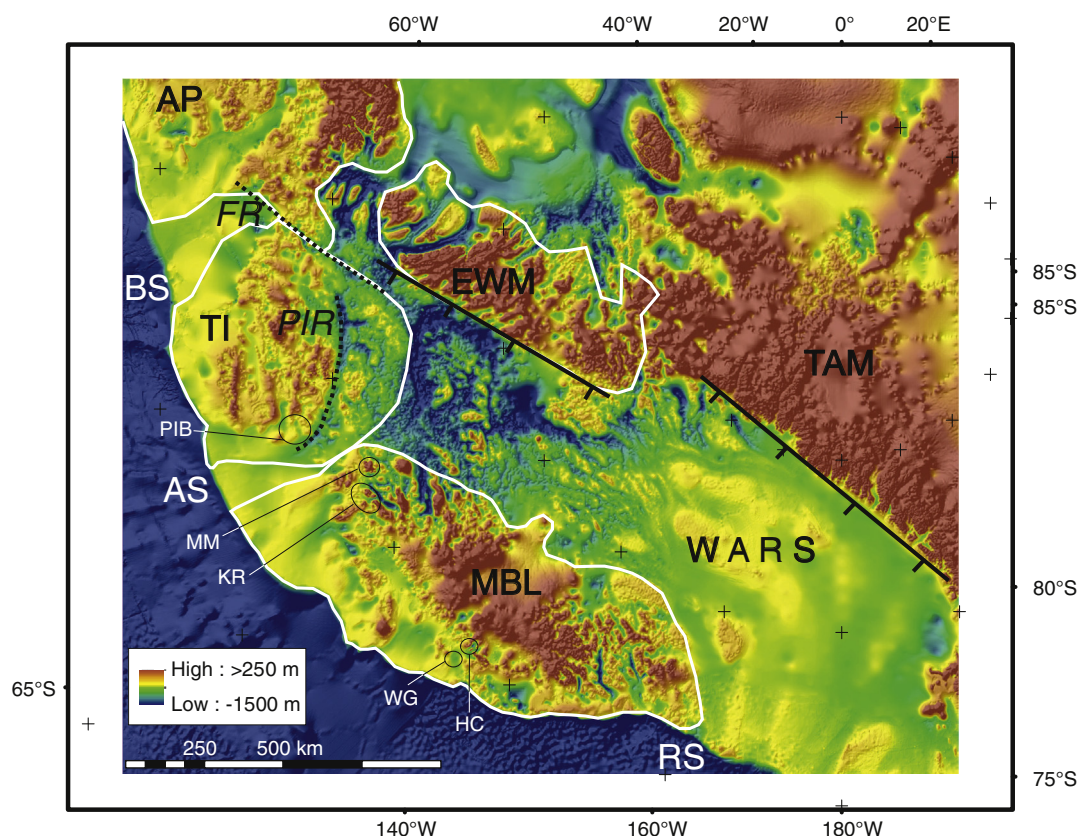 60°W 40°W 0° 20°E
AP
FR
BS
EWM
85°S
85°S
TI
PIR
TAM
PIB
AS
MM
WARS
KR
MBL
80°S
High : >250 m
Low : -1500 m
65°S
WG
HC
250 500 km
RS
75°S
140°W 160°W 180°W